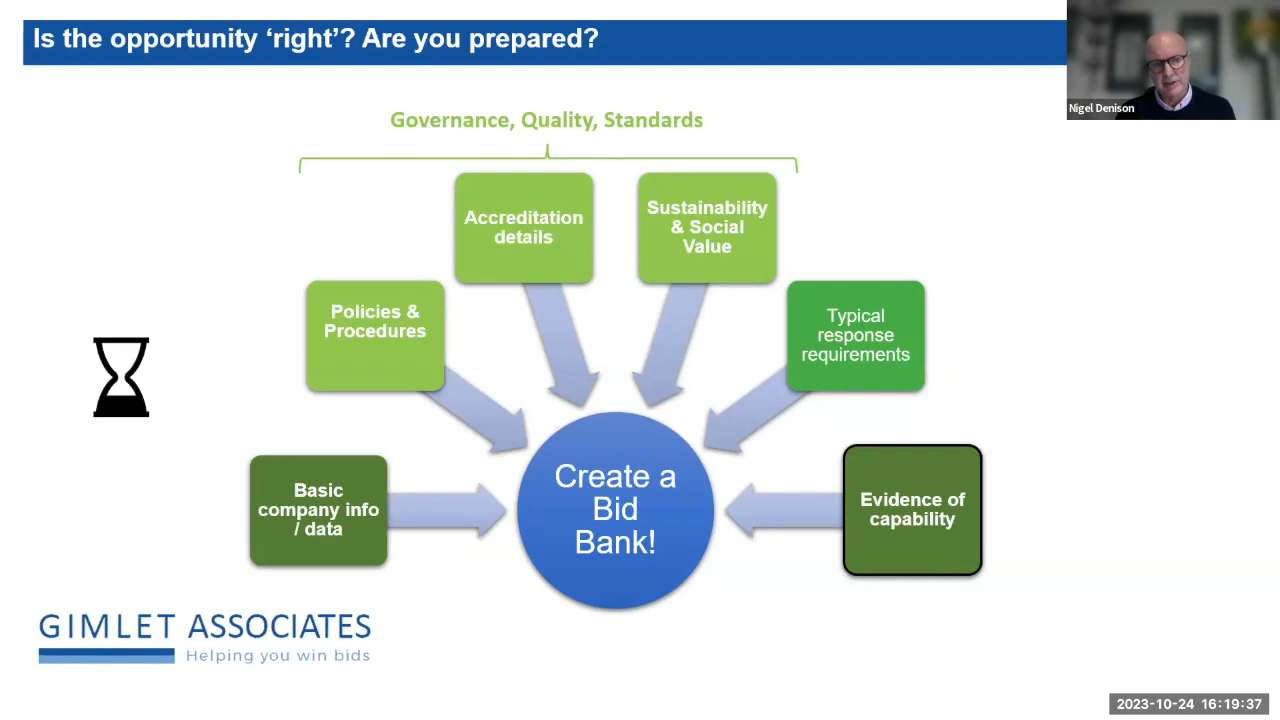 Is the opportunity ‘right’? Are you prepared?
Nigel Denison
Governance, Quality, Standards
Accreditation
details
Sustainability
& Social
Value
Policies &
Procedures
Typical
response
requirements
Basic
company info
/ data
Create a
Bid
Bank!
Evidence of
capability
GIMLET ASSOCIATES
Helping you win bids
2023-10-24 16:19:37